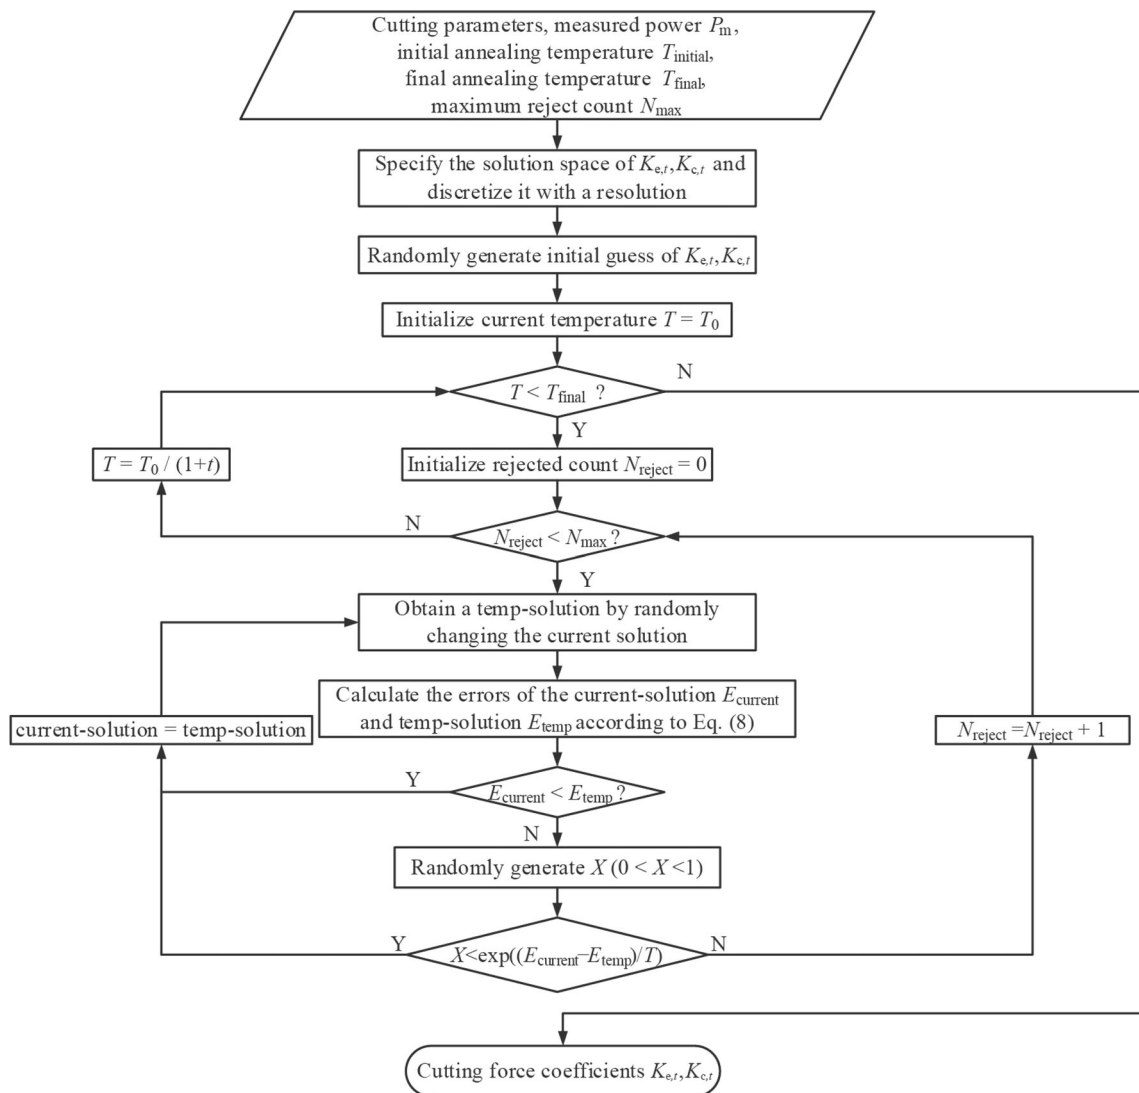 Cutting parameters, measured power Pm,
initial annealing temperature Tinitial,
final annealing temperature Tfinal,
maximum reject count Nmax
Specify the solution space of Ke,t,Kc,t and
discretize it with a resolution
Randomly generate initial guess of Ke,t,Kc,t
Initialize current temperature T = T0
T < Tfinal ?
N
Y
T = T0 / (1+t)
Initialize rejected count Nreject = 0
N
Nreject < Nmax ?
Y
Obtain a temp-solution by randomly
changing the current solution
Calculate the errors of the current-solution Ecurrent
and temp-solution Etemp according to Eq. (8)
current-solution = temp-solution
Nreject =Nreject + 1
Y
Ecurrent < Etemp ?
N
Randomly generate X (0 < X <1)
Y
X<exp((Ecurrent–Etemp)/T)
N
Cutting force coefficients Ke,t,Kc,t